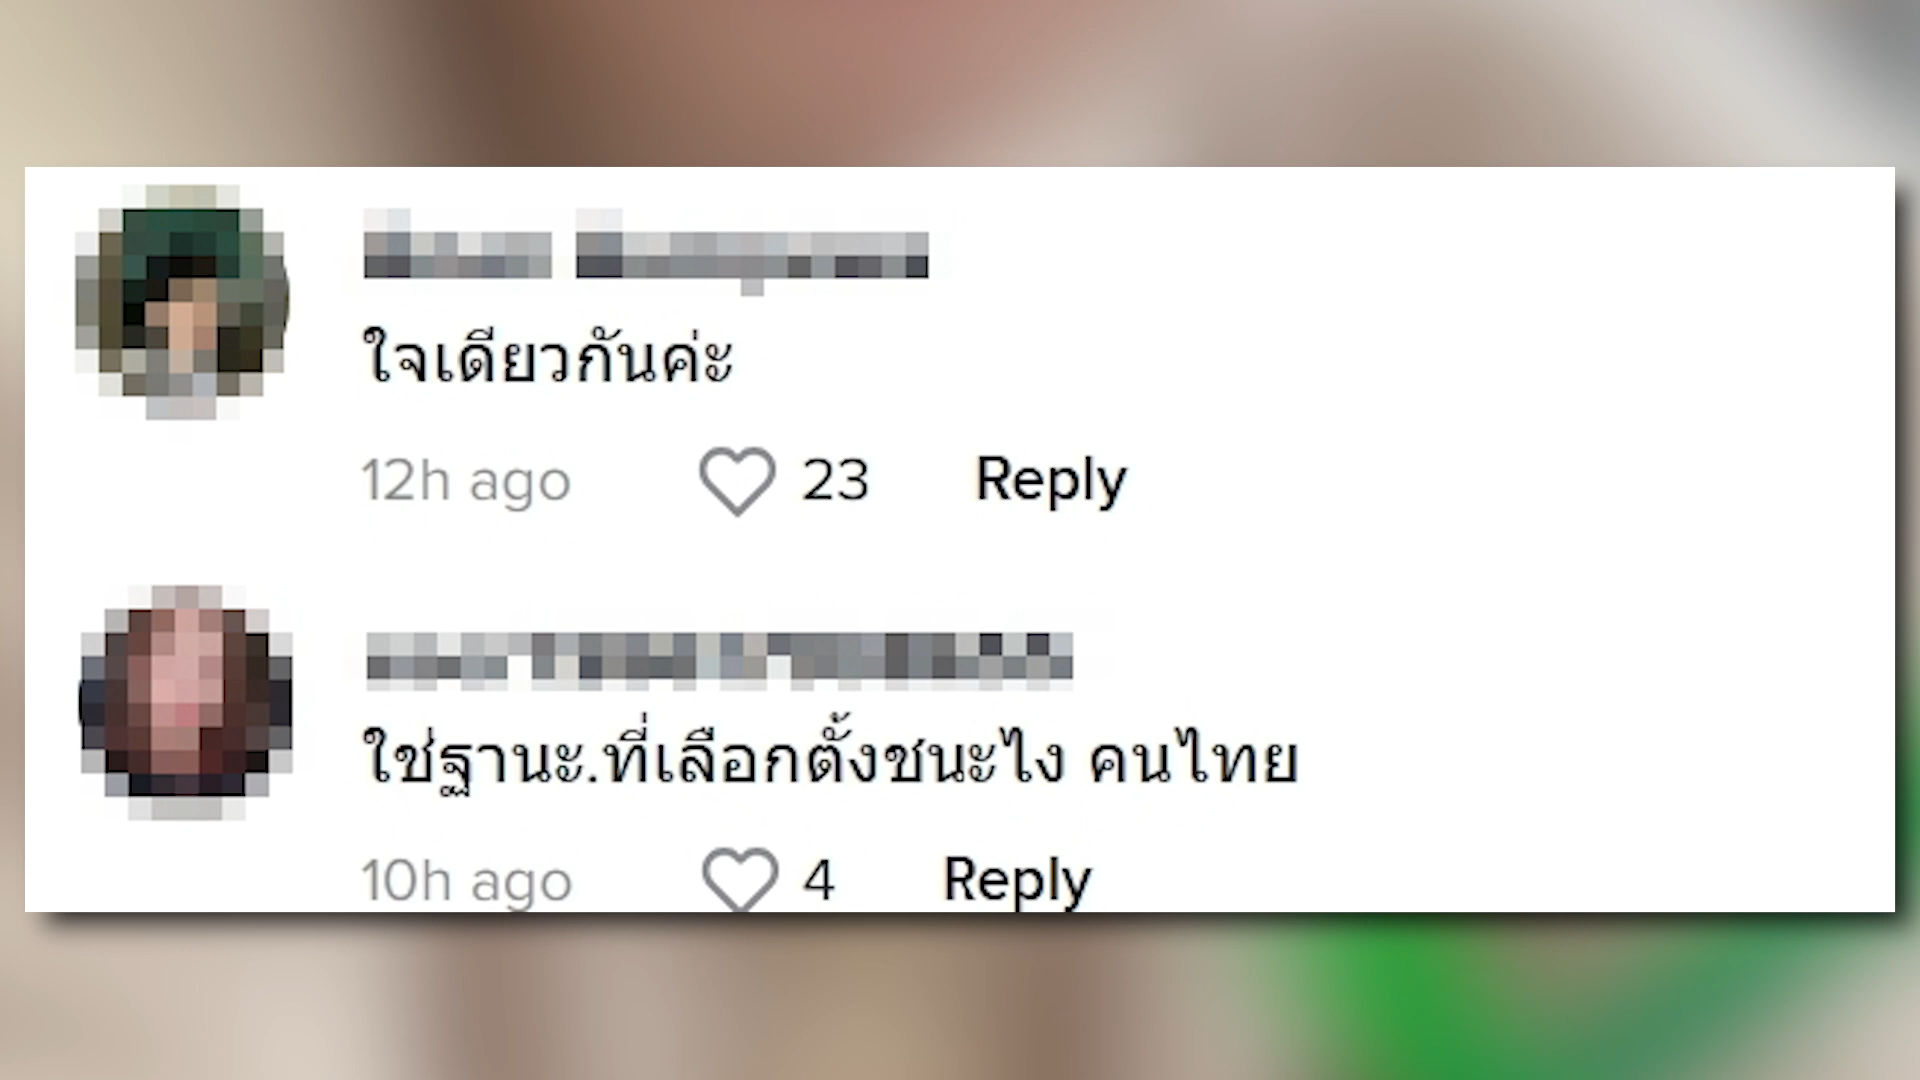 ใจเดียวกันค่ะ
12h ago 23 Reply
ใช่ฐานะ.ที่เลือกตั้งชนะไง คนไทย
10h ago 4 Reply